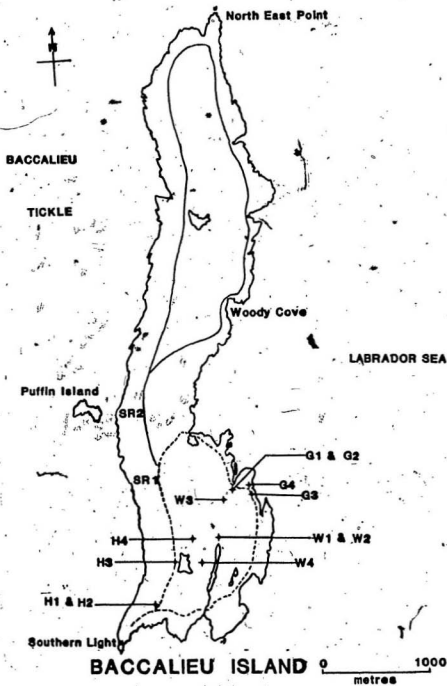 North East Point
N
BACCALIEU
TICKLE
Woody Cove
LABRADOR SEA
Puffin Island
SR2
G1 & G2
SR1
G4
W3
G3
H4
W1 & W2
H3
W4
H1 & H2
Southern Light
BACCALIEU ISLAND
0 1000
metres